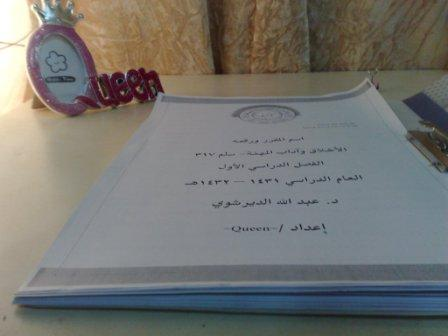 Queen
اسم المقرر ورقمه
الأخلاق وآداب المهنة - سلم ٣١٧
الفصل الدراسي الأول
العام الدراسي ١٤٣١ – ١٤٣٢هـ
د. عبد الله الديرشوي
إعداد / -Queen-